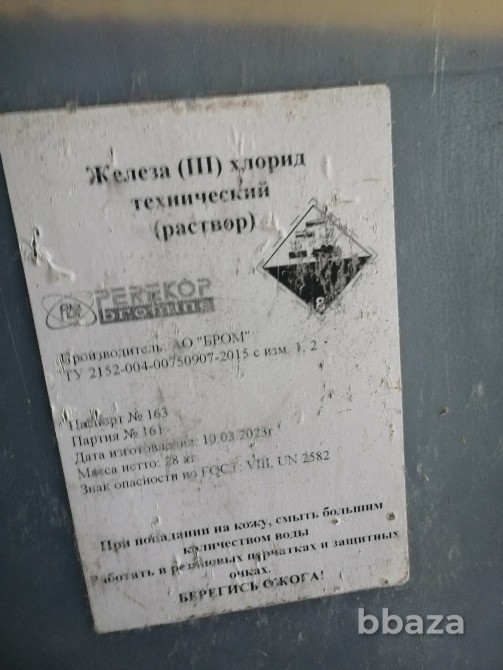 Железа (III) хлорид
технический
(раствор)
PEREKOP
bromine
8
Производитель: АО "БРОМ"
ТУ 2152-004-00750907-2015 с изм. 1, 2
Паспорт № 163
Партия № 161
Дата изготовления: 10.03.2023г
Масса нетто: 28 кг
Знак опасности по ГОСТ: VIII, UN 2582
При попадании на кожу, смыть большим
количеством воды
Работать в резиновых перчатках и защитных
очках.
БЕРЕГИСЬ ОЖОГА!
bbaza